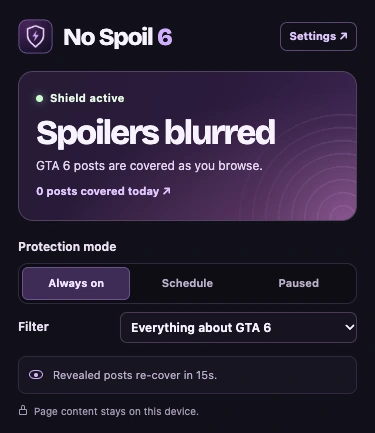 No Spoil 6
Settings ↗
Shield active
Spoilers blurred
GTA 6 posts are covered as you browse.
0 posts covered today ↗
Protection mode
Always on
Schedule
Paused
Filter
Everything about GTA 6
Revealed posts re-cover in 15s.
Page content stays on this device.